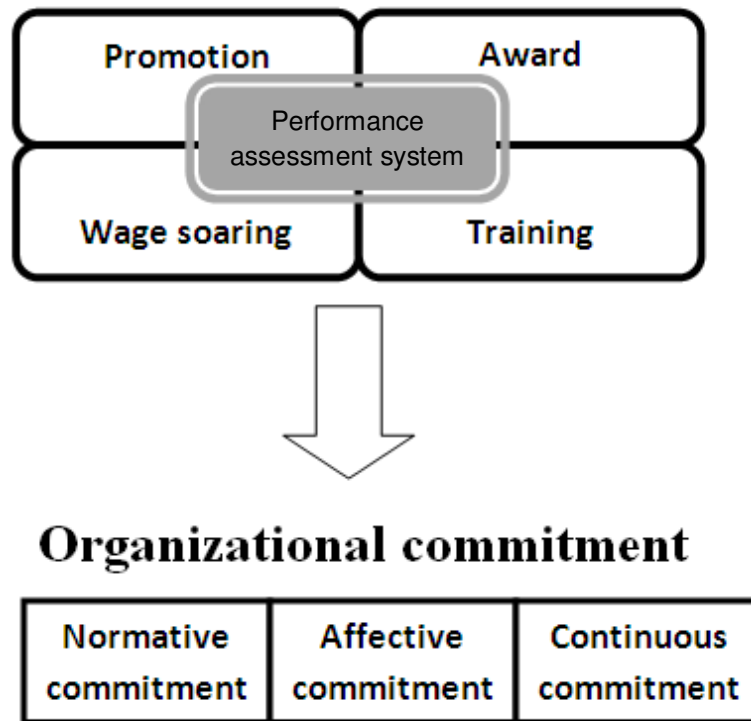 Promotion
Award
Performance
assessment system
Wage soaring
Training
Organizational commitment
Normative
commitment
Affective
commitment
Continuous
commitment